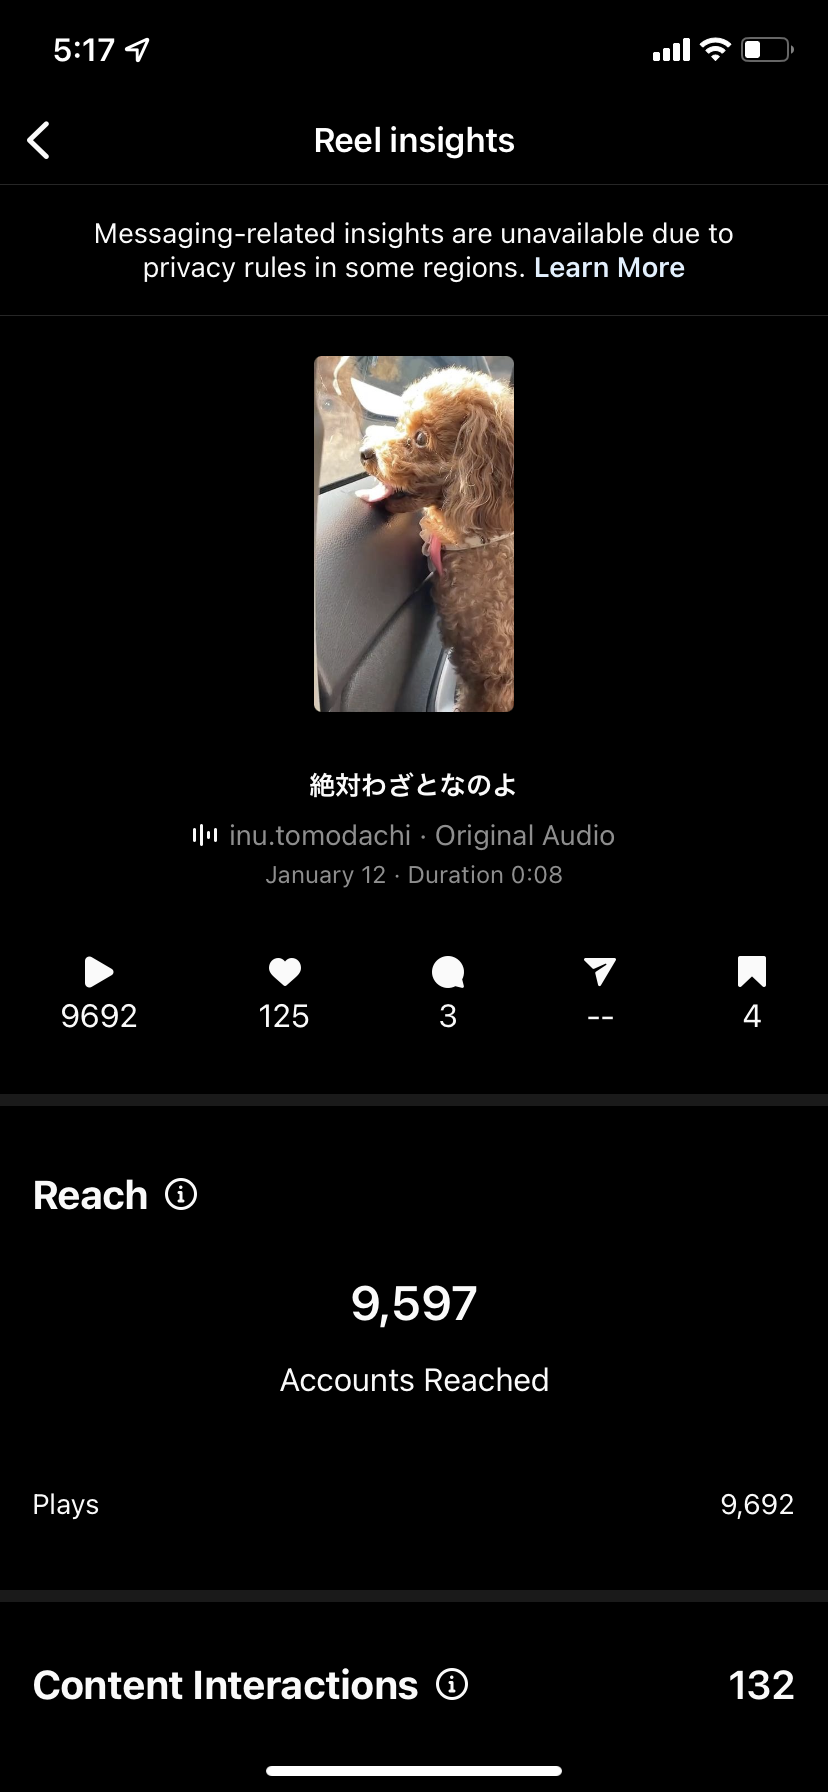 5:17
Reel insights
Messaging-related insights are unavailable due to
privacy rules in some regions. Learn More
絶対わざとなのよ
inu.tomodachi · Original Audio
January 12 · Duration 0:08
9692 125 3 -- 4
Reach
9,597
Accounts Reached
Plays 9,692
Content Interactions 132